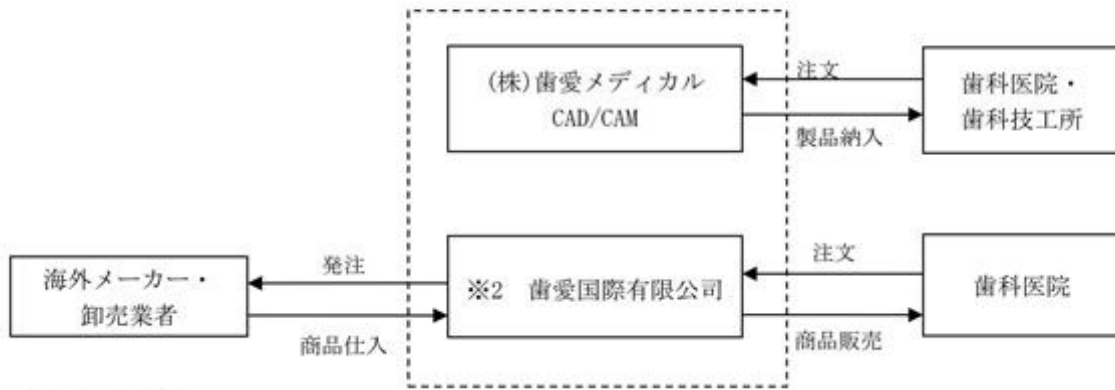 (株)歯愛メディカル
CAD/CAM
注文
製品納入
歯科医院・
歯科技工所
海外メーカー・
卸売業者
発注
商品仕入
※2　歯愛国際有限公司
注文
商品販売
歯科医院